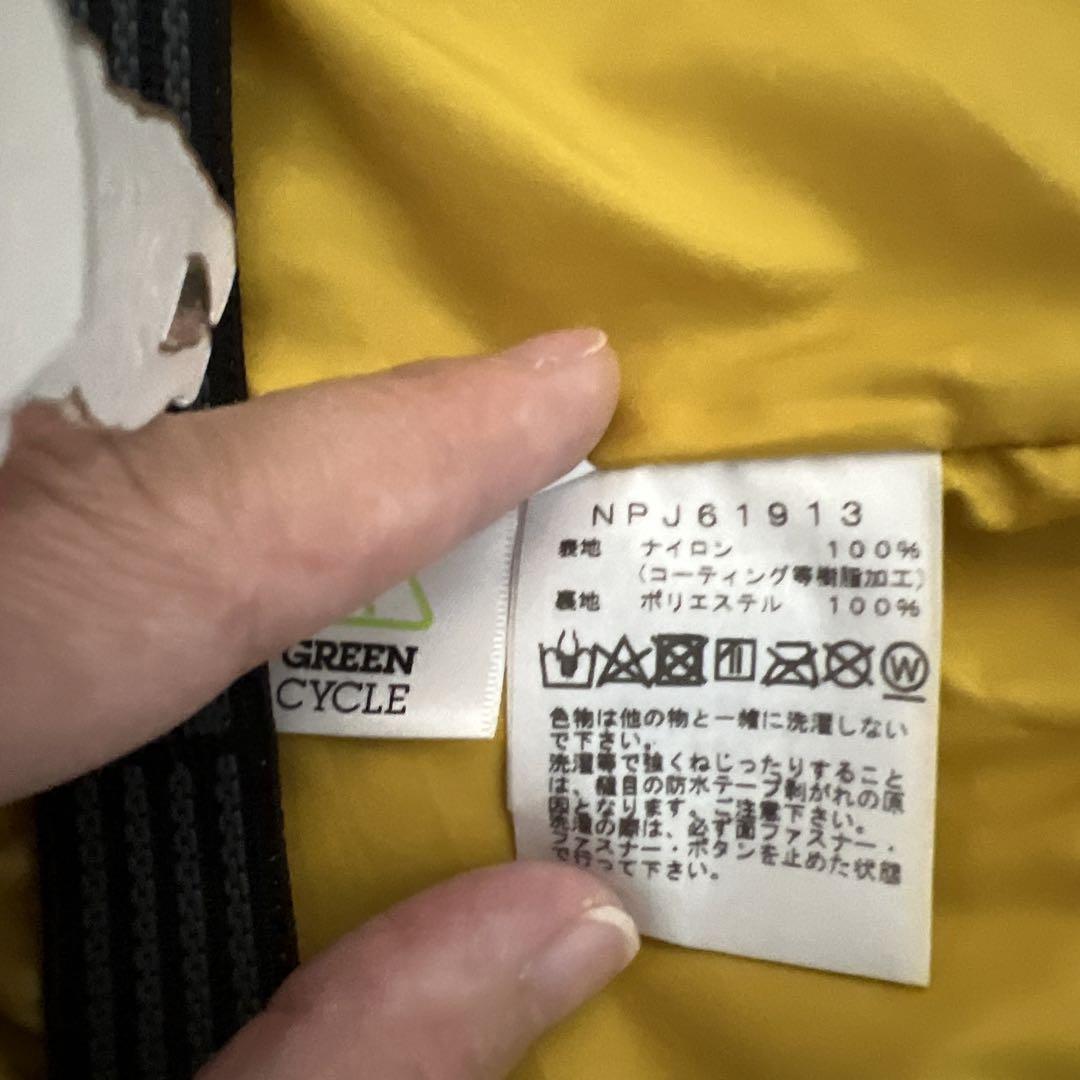 NPJ61913
表地 ナイロン 100%
(コーティング等樹脂加工)
裏地 ポリエステル 100%
W
GREEN
CYCLE
色物は他の物と一緒に洗濯しない
で下さい。
洗濯等で強くねじったりすること
は、縫目の防水テープ剥がれの原
因となります。ご注意下さい。
洗濯の際は、必ず面ファスナー・
ファスナー・ボタンを止めた状態
で行って下さい。